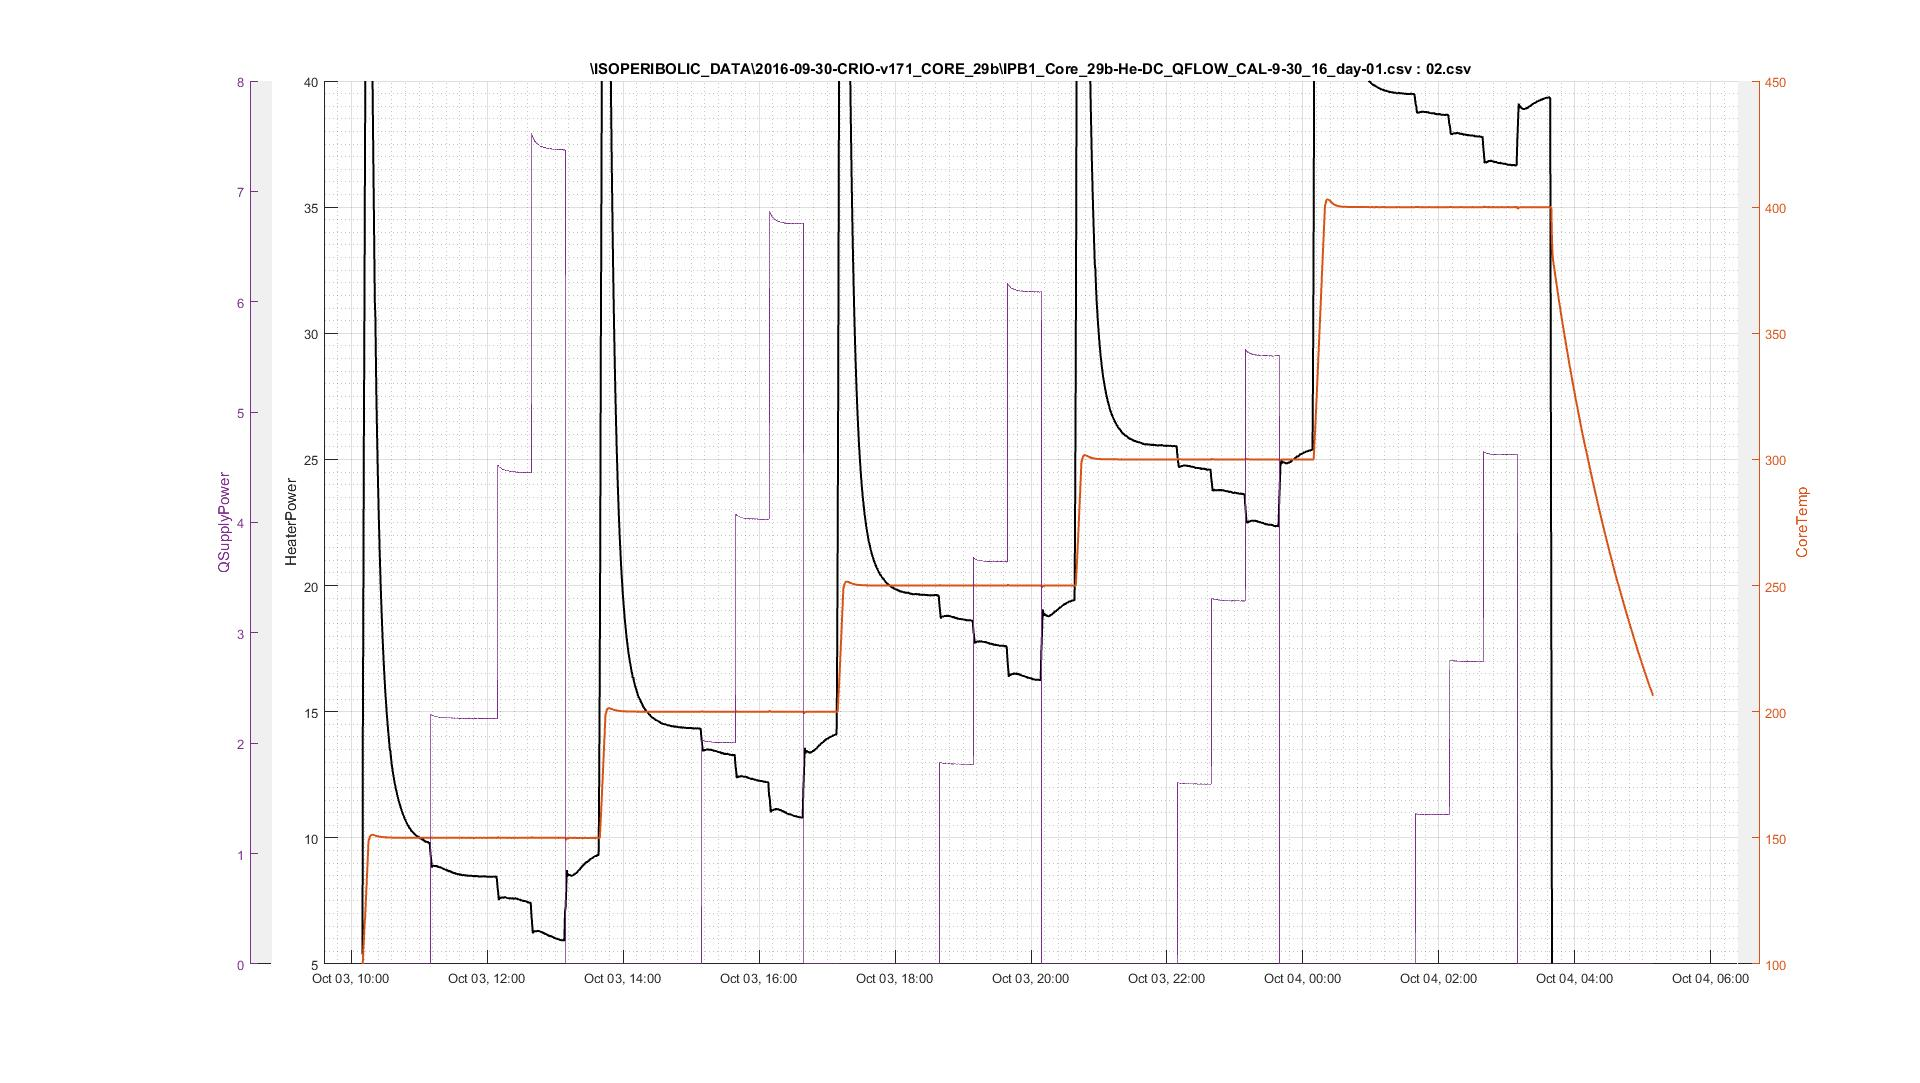 \ISOPERIBOLIC_DATA\2016-09-30-CRIO-v171_CORE_29b\IPB1_Core_29b-He-DC_QFLOW_CAL-9-30_16_day-01.csv : 02.csv
8
7
6
5
4
3
2
1
0
QSupplyPower
40
35
30
25
20
15
10
5
HeaterPower
450
400
350
300
250
200
150
100
CoreTemp
Oct 03, 10:00
Oct 03, 12:00
Oct 03, 14:00
Oct 03, 16:00
Oct 03, 18:00
Oct 03, 20:00
Oct 03, 22:00
Oct 04, 00:00
Oct 04, 02:00
Oct 04, 04:00
Oct 04, 06:00